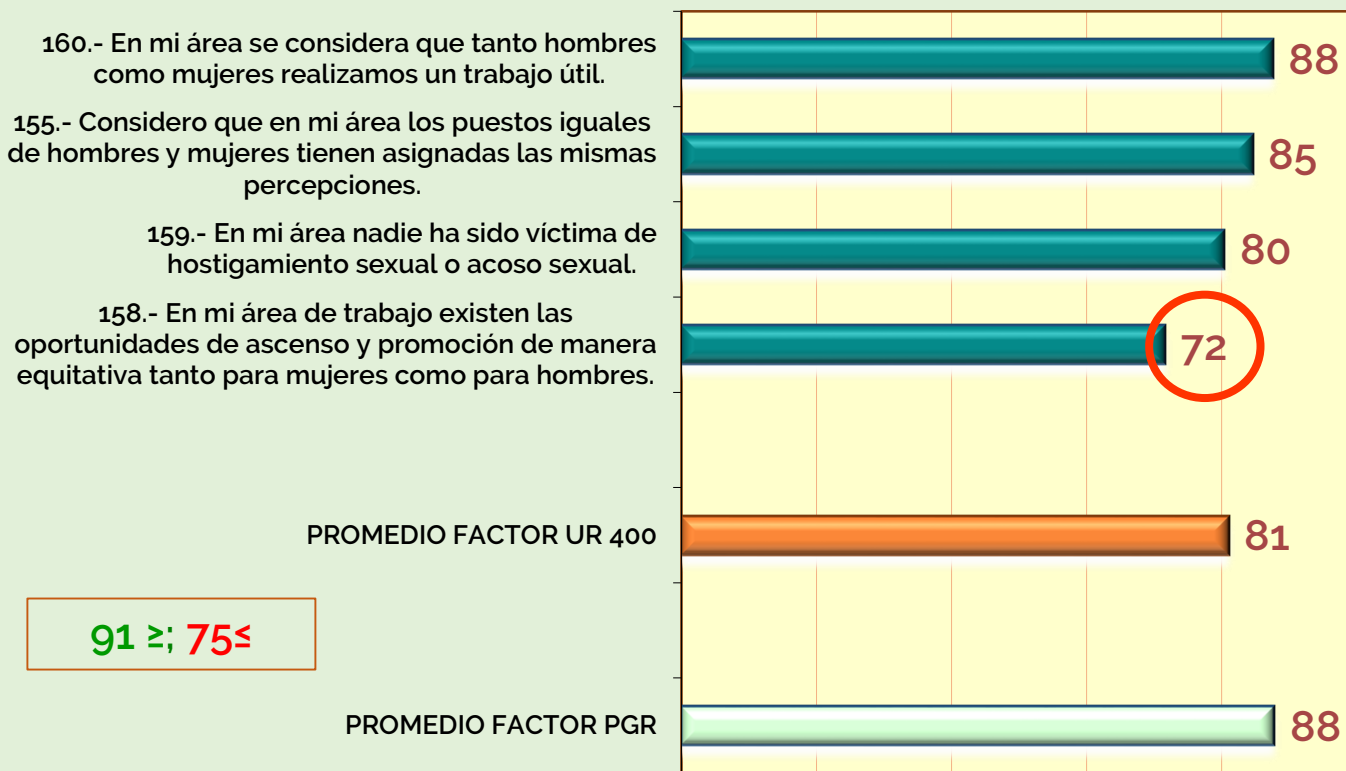 160.- En mi área se considera que tanto hombres
como mujeres realizamos un trabajo útil.
88
155.- Considero que en mi área los puestos iguales
de hombres y mujeres tienen asignadas las mismas
percepciones.
85
159.- En mi área nadie ha sido víctima de
hostigamiento sexual o acoso sexual.
80
158.- En mi área de trabajo existen las
oportunidades de ascenso y promoción de manera
equitativa tanto para mujeres como para hombres.
72
PROMEDIO FACTOR UR 400
81
91 ≥; 75≤
PROMEDIO FACTOR PGR
88